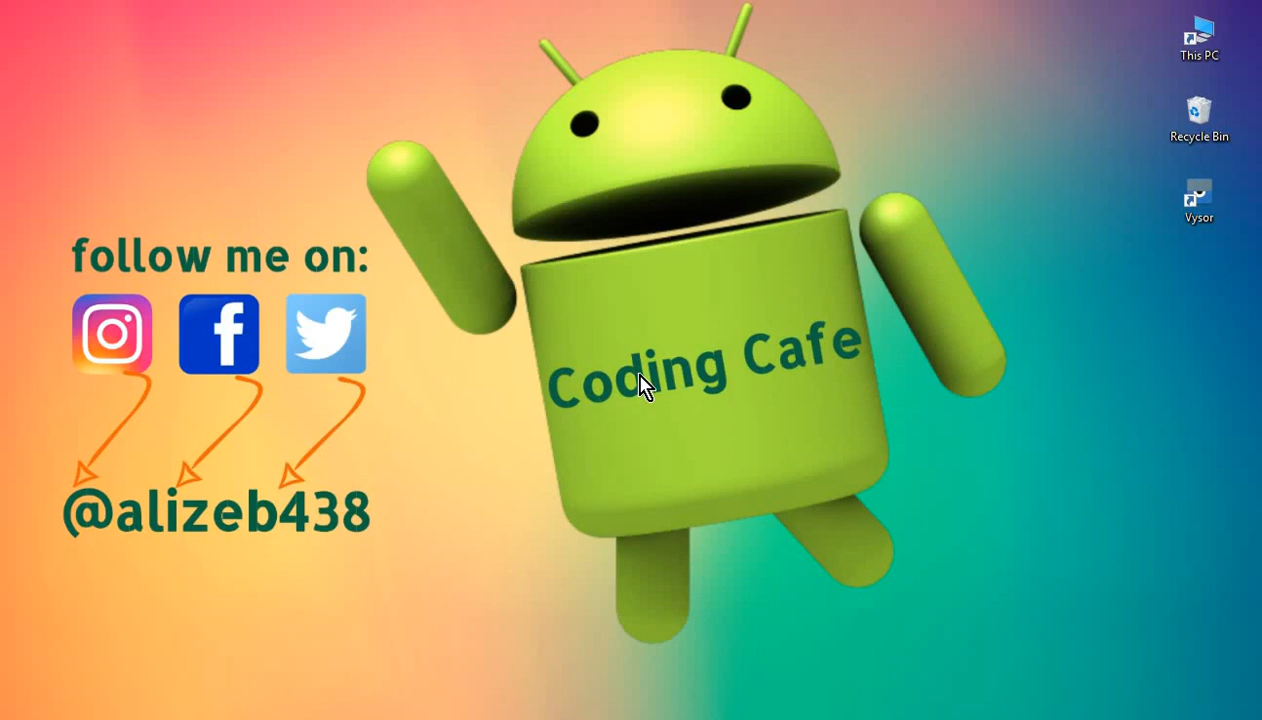 follow me on:
@alizeb438
Coding Cafe
This PC
Recycle Bin
Vysor